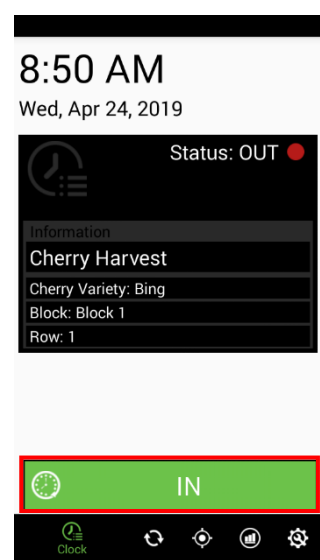 8:50 AM
Wed, Apr 24, 2019
Status: OUT
Information
Cherry Harvest
Cherry Variety: Bing
Block: Block 1
Row: 1
IN
Clock